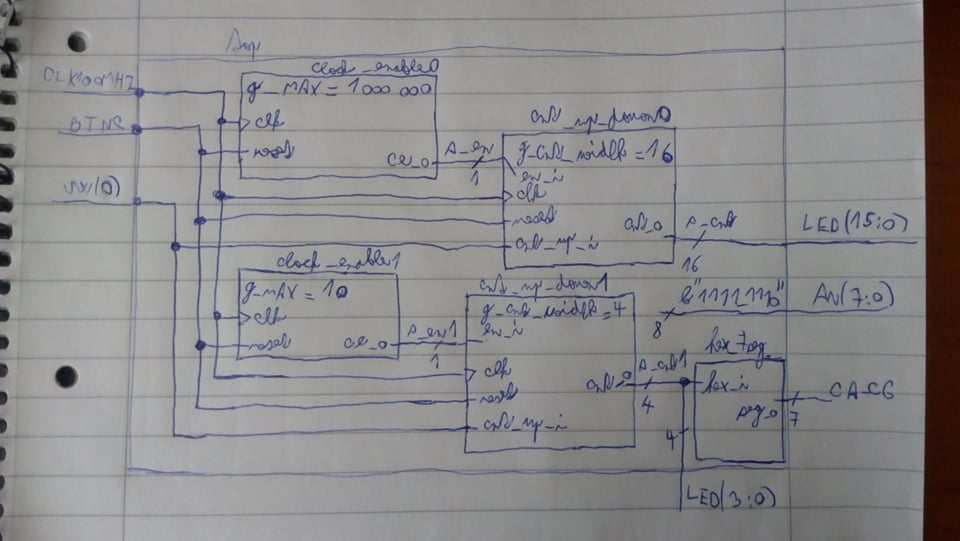 Top
CLK100MHZ
BTNR
SW(0)
clock_enable0
g_MAX = 1000 000
clk
reset
ce_o
s_en
1
cnt_up_down0
g_cnt_width = 16
en_i
clk
reset
cnt_up_i
cnt_o
s_cnt
16
LED(15:0)
clock_enable1
g_MAX = 10
clk
reset
ce_o
s_en1
1
cnt_up_down1
g_cnt_width = 4
en_i
clk
reset
cnt_up_i
cnt_o
s_cnt1
4
4
LED(3:0)
8
AN(7:0)
hex_7seg
hex_i
seg_o
7
CA-CG